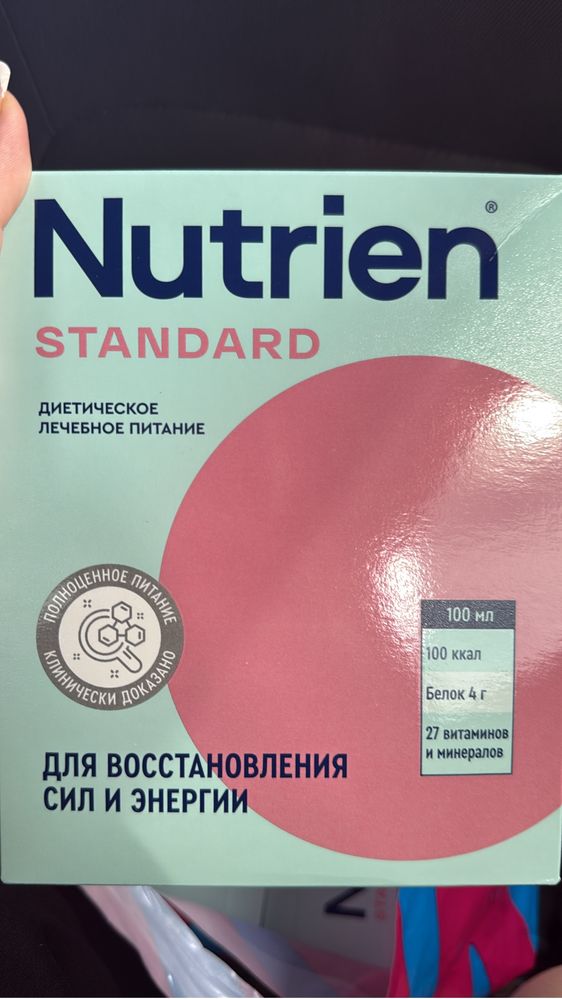 Nutrien®
STANDARD
ДИЕТИЧЕСКОЕ
ЛЕЧЕБНОЕ ПИТАНИЕ
ПОЛНОЦЕННОЕ ПИТАНИЕ
КЛИНИЧЕСКИ ДОКАЗАНО
100 мл
100 ккал
Белок 4 г
27 витаминов
и минералов
ДЛЯ ВОССТАНОВЛЕНИЯ
СИЛ И ЭНЕРГИИ
N
STAND